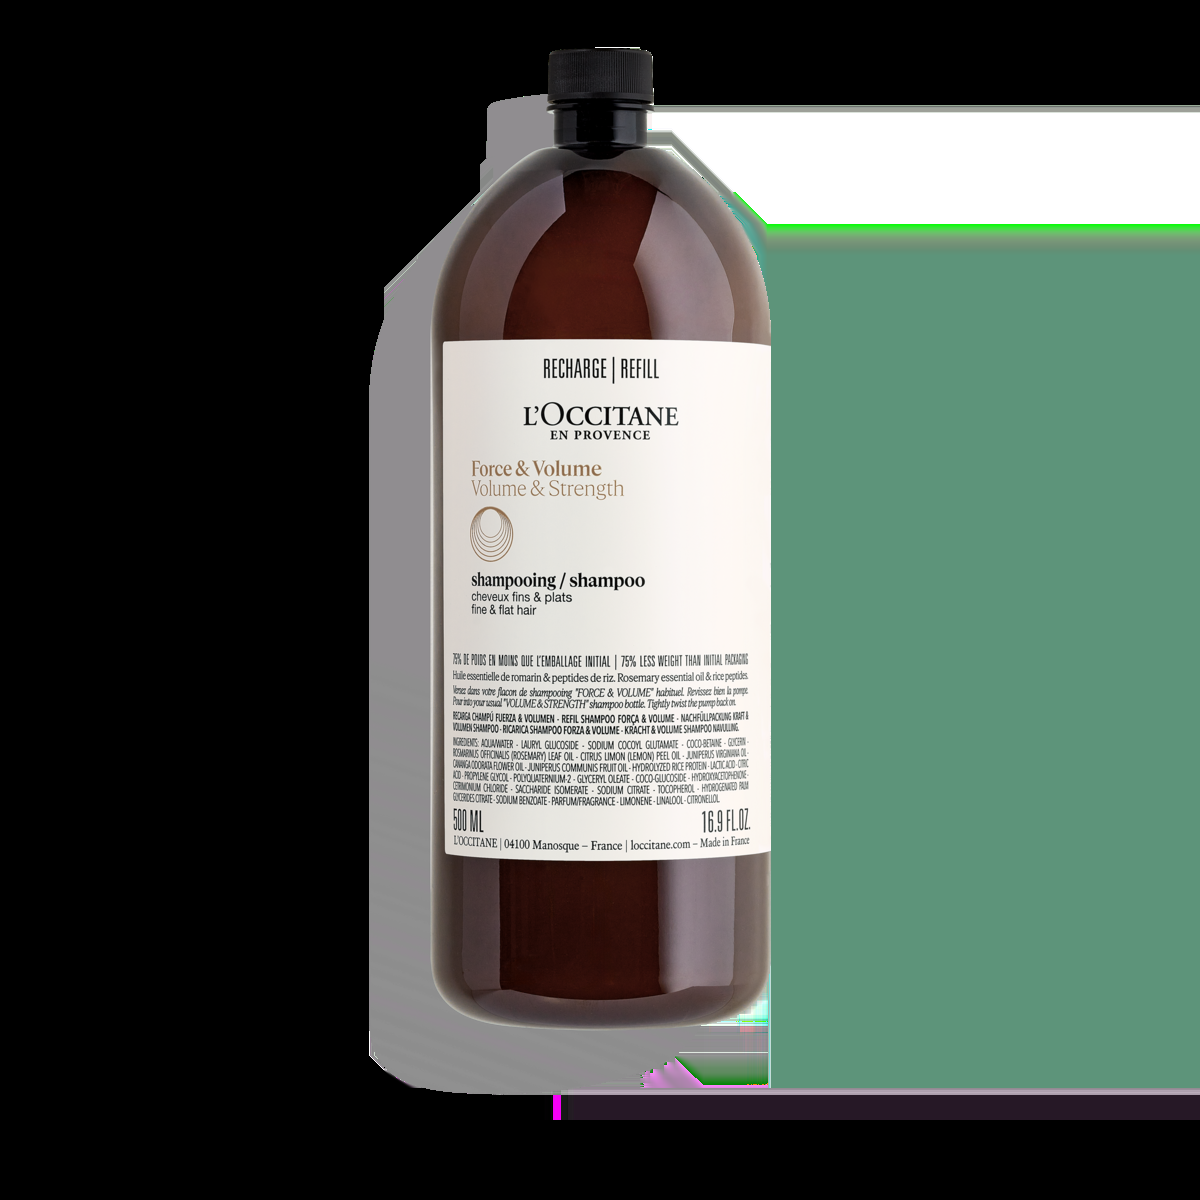 RECHARGE | REFILL
L'OCCITANE
EN PROVENCE
Force & Volume
Volume & Strength
shampooing / shampoo
cheveux fins & plats
fine & flat hair
75% DE POIDS EN MOINS QUE L'EMBALLAGE INITIAL | 75% LESS WEIGHT THAN INITIAL PACKAGING
Huile essentielle de romarin & peptides de riz. Rosemary essential oil & rice peptides.
Versez dans votre flacon de shampooing "FORCE & VOLUME" habituel. Revissez bien la pompe.
Pour into your usual "VOLUME & STRENGTH" shampoo bottle. Tightly twist the pump back on.
RECARGA CHAMPÚ FUERZA & VOLUMEN - REFIL SHAMPOO FORÇA & VOLUME - NACHFÜLLPACKUNG KRAFT &
VOLUMEN SHAMPOO - RICARICA SHAMPOO FORZA & VOLUME - KRACHT & VOLUME SHAMPOO NAVULLING.
INGREDIENTS: AQUA/WATER - LAURYL GLUCOSIDE - SODIUM COCOYL GLUTAMATE - COCO-BETAINE - GLYCERIN -
ROSMARINUS OFFICINALIS (ROSEMARY) LEAF OIL - CITRUS LIMON (LEMON) PEEL OIL - JUNIPERUS VIRGINIANA OIL -
CANANGA ODORATA FLOWER OIL - JUNIPERUS COMMUNIS FRUIT OIL - HYDROLYZED RICE PROTEIN - LACTIC ACID - CITRIC
ACID - PROPYLENE GLYCOL - POLYQUATERNIUM-2 - GLYCERYL OLEATE - COCO-GLUCOSIDE - HYDROXYACETOPHENONE -
CETRIMONIUM CHLORIDE - SACCHARIDE ISOMERATE - SODIUM CITRATE - TOCOPHEROL - HYDROGENATED PALM
GLYCERIDES CITRATE - SODIUM BENZOATE - PARFUM/FRAGRANCE - LIMONENE - LINALOOL - CITRONELLOL.
500 ML 16.9 FL.OZ.
L'OCCITANE | 04100 Manosque – France | loccitane.com – Made in France